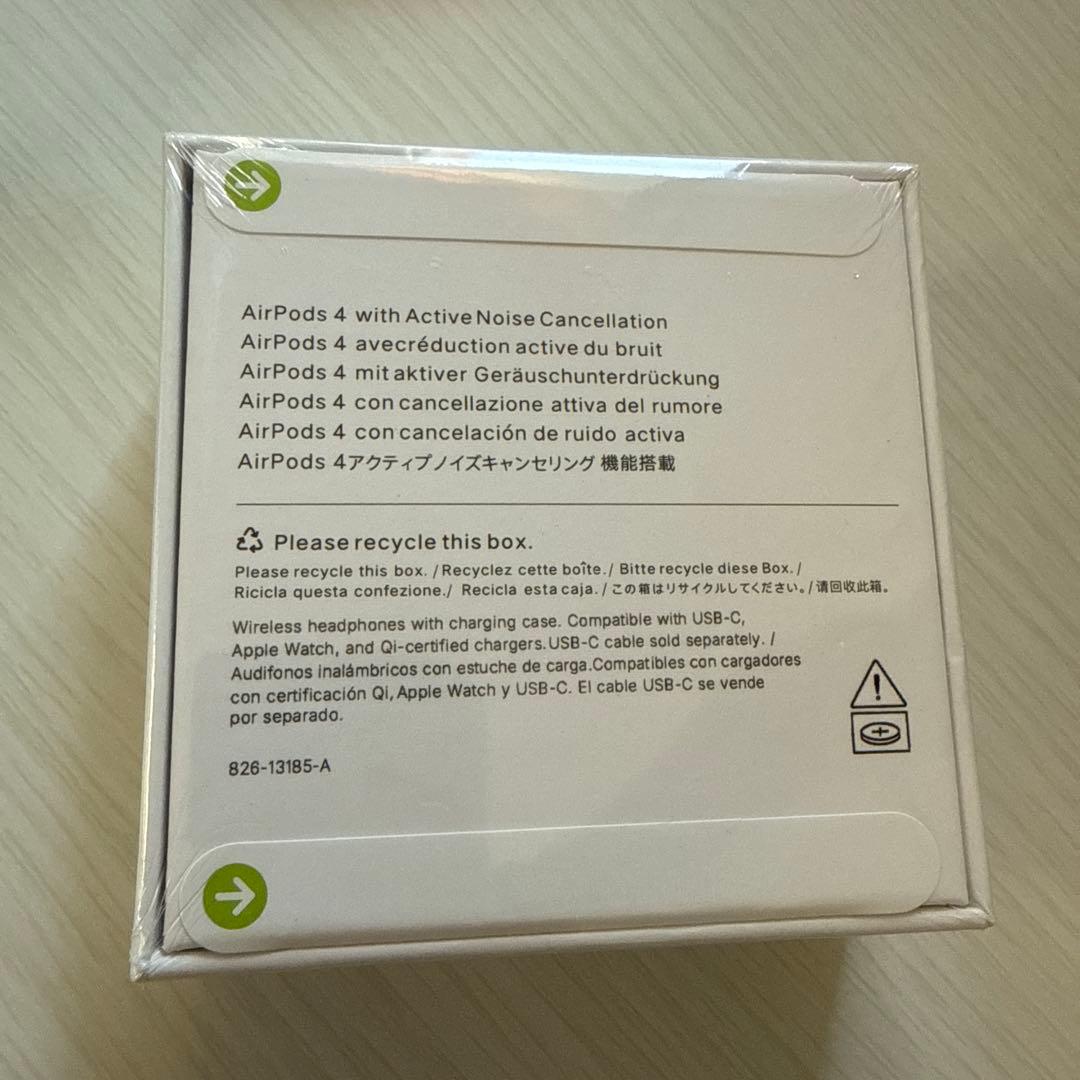 AirPods 4 with Active Noise Cancellation
AirPods 4 avecréduction active du bruit
AirPods 4 mit aktiver Geräuschunterdrückung
AirPods 4 con cancellazione attiva del rumore
AirPods 4 con cancelación de ruido activa
AirPods 4アクティブノイズキャンセリング 機能搭載
Please recycle this box.
Please recycle this box. / Recyclez cette boîte. / Bitte recycle diese Box. /
Ricicla questa confezione./ Recicla esta caja. / この箱はリサイクルしてください。/ 请回收此箱。
Wireless headphones with charging case. Compatible with USB-C,
Apple Watch, and Qi-certified chargers. USB-C cable sold separately. /
Audifonos inalámbricos con estuche de carga.Compatibles con cargadores
con certificación Qi, Apple Watch y USB-C. El cable USB-C se vende
por separado.
826-13185-A